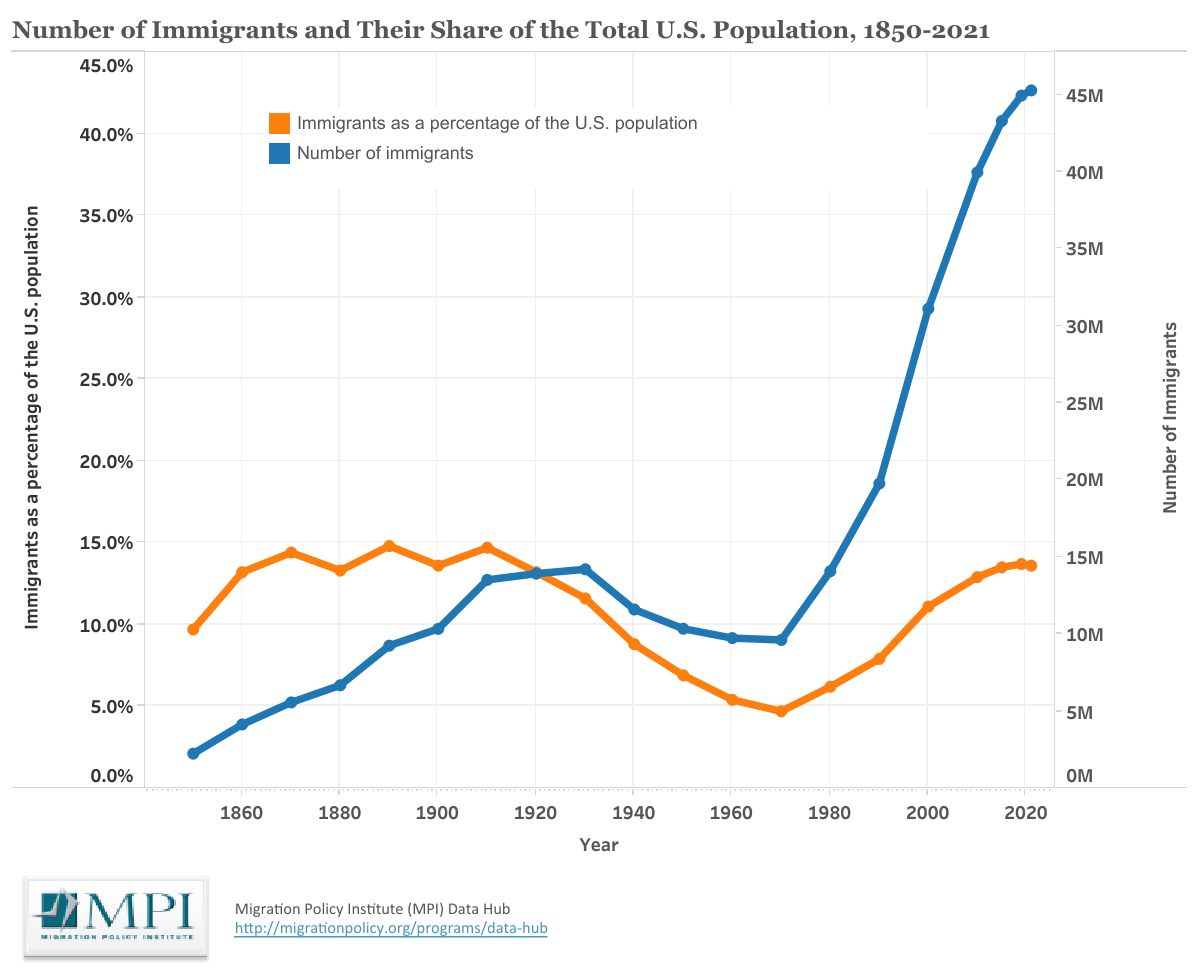 Number of Immigrants and Their Share of the Total U.S. Population, 1850-2021
Immigrants as a percentage of the U.S. population
45.0%
40.0%
35.0%
30.0%
25.0%
20.0%
15.0%
10.0%
5.0%
0.0%
Immigrants as a percentage of the U.S. population
Number of immigrants
45M
40M
35M
30M
25M
20M
15M
10M
5M
0M
Number of Immigrants
1860 1880 1900 1920 1940 1960 1980 2000 2020
Year
MPI
MIGRATION POLICY INSTITUTE
Migration Policy Institute (MPI) Data Hub
http://migrationpolicy.org/programs/data-hub